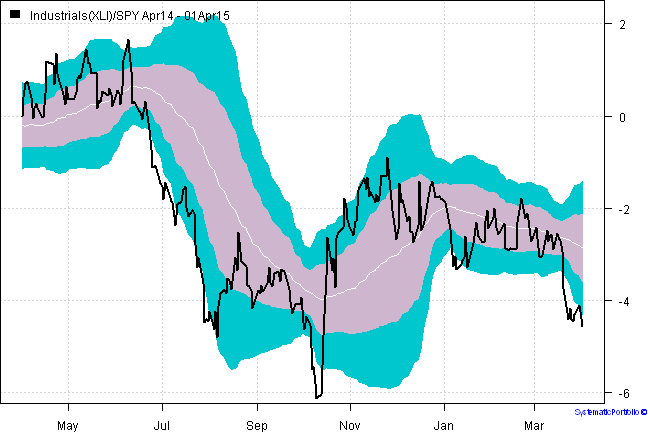 Industrials(XLI)/SPY Apr14 - 01Apr15
2
0
-2
-4
-6
May Jul Sep Nov Jan Mar
SystematicPortfolio ©